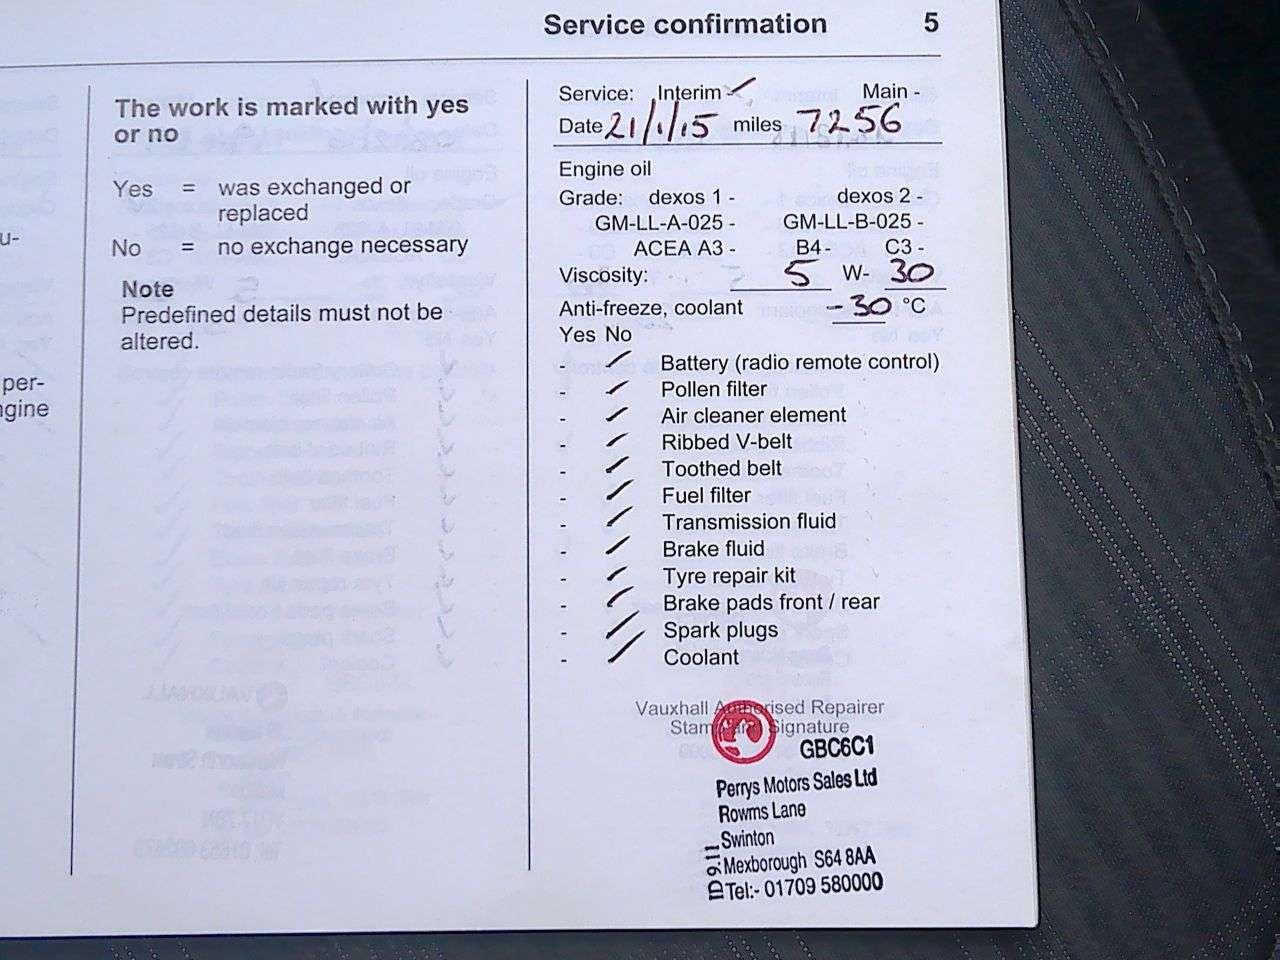 Service confirmation 5
u-
per-
ngine
The work is marked with yes
or no
Yes = was exchanged or
replaced
No = no exchange necessary
Note
Predefined details must not be
altered.
Service: Interim - ✓ Main -
Date 21/1/15 miles 7256
Engine oil
Grade: dexos 1 - dexos 2 -
GM-LL-A-025 - GM-LL-B-025 -
ACEA A3 - B4- C3 -
Viscosity: 5 W- 30
Anti-freeze, coolant -30 °C
Yes No
- ✓ Battery (radio remote control)
- ✓ Pollen filter
- ✓ Air cleaner element
- ✓ Ribbed V-belt
- ✓ Toothed belt
- ✓ Fuel filter
- ✓ Transmission fluid
- ✓ Brake fluid
- ✓ Tyre repair kit
- ✓ Brake pads front / rear
- ✓ Spark plugs
- ✓ Coolant
Vauxhall Authorised Repairer
Stamp and Signature
GBC6C1
Perrys Motors Sales Ltd
Rowms Lane
Swinton
Mexborough S64 8AA
Tel:- 01709 580000